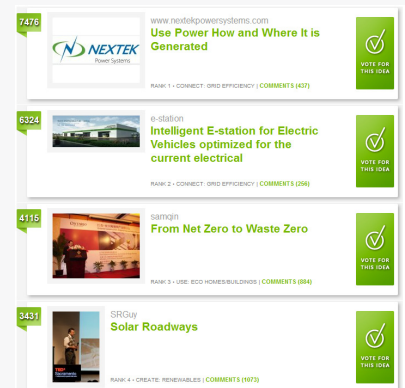 7476
NEXTEK
Power Systems
www.nextekpowersystems.com
Use Power How and Where It is
Generated
RANK 1 • CONNECT: GRID EFFICIENCY | COMMENTS (437)
VOTE FOR
THIS IDEA
6324
e-station
Intelligent E-station for Electric
Vehicles optimized for the
current electrical
RANK 2 • CONNECT: GRID EFFICIENCY | COMMENTS (256)
VOTE FOR
THIS IDEA
4115
samqin
From Net Zero to Waste Zero
RANK 3 • USE: ECO HOMES/BUILDINGS | COMMENTS (884)
VOTE FOR
THIS IDEA
3431
SRGuy
Solar Roadways
TEDx
Sacramento
RANK 4 • CREATE: RENEWABLES | COMMENTS (1073)
VOTE FOR
THIS IDEA